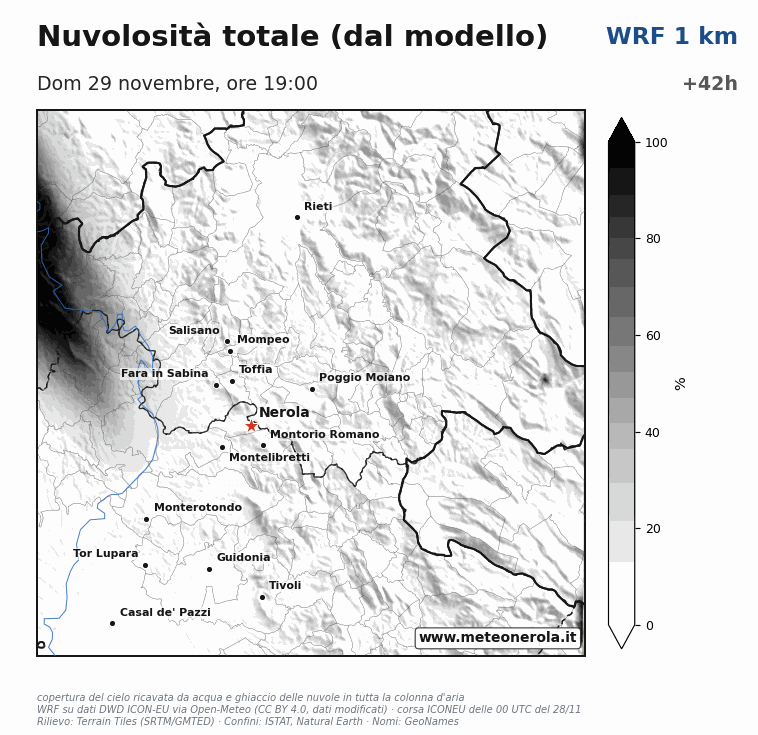 Nuvolosità totale (dal modello)
WRF 1 km
Dom 29 novembre, ore 19:00
+42h
Rieti
Salisano
Mompeo
Fara in Sabina
Toffia
Poggio Moiano
Nerola
Montorio Romano
Montelibretti
Monterotondo
Tor Lupara
Guidonia
Tivoli
Casal de' Pazzi
www.meteonerola.it
100
80
60
40
20
0
%
copertura del cielo ricavata da acqua e ghiaccio delle nuvole in tutta la colonna d'aria
WRF su dati DWD ICON-EU via Open-Meteo (CC BY 4.0, dati modificati) · corsa ICONEU delle 00 UTC del 28/11
Rilievo: Terrain Tiles (SRTM/GMTED) · Confini: ISTAT, Natural Earth · Nomi: GeoNames